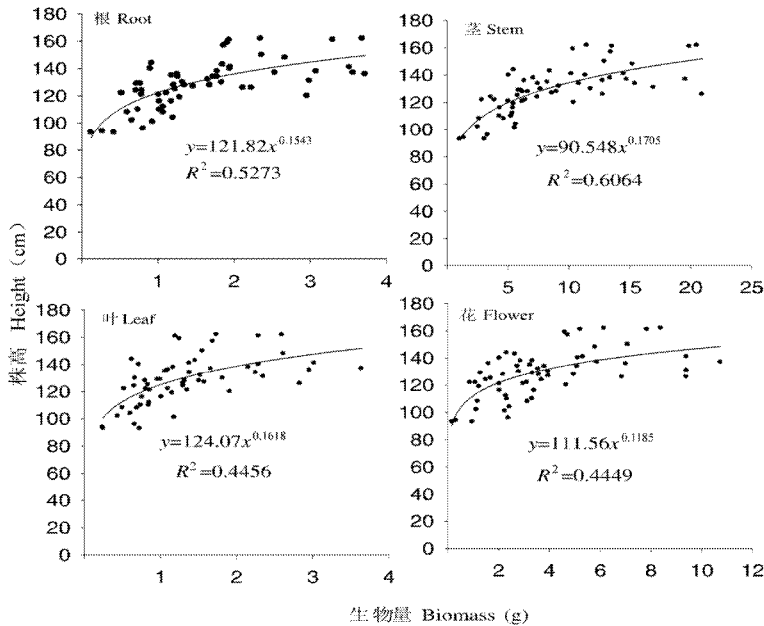 根 Root
180
160
140
120
100
80
60
40
20
0
y=121.82x^0.1543
R²=0.5273
1 2 3 4
茎 Stem
180
160
140
120
100
80
60
40
20
0
y=90.548x^0.1705
R²=0.6064
5 10 15 20 25
叶 Leaf
180
160
140
120
100
80
60
40
20
0
y=124.07x^0.1618
R²=0.4456
1 2 3 4
花 Flower
180
160
140
120
100
80
60
40
20
0
y=111.56x^0.1185
R²=0.4449
2 4 6 8 10 12
株高 Height (cm)
生物量 Biomass (g)